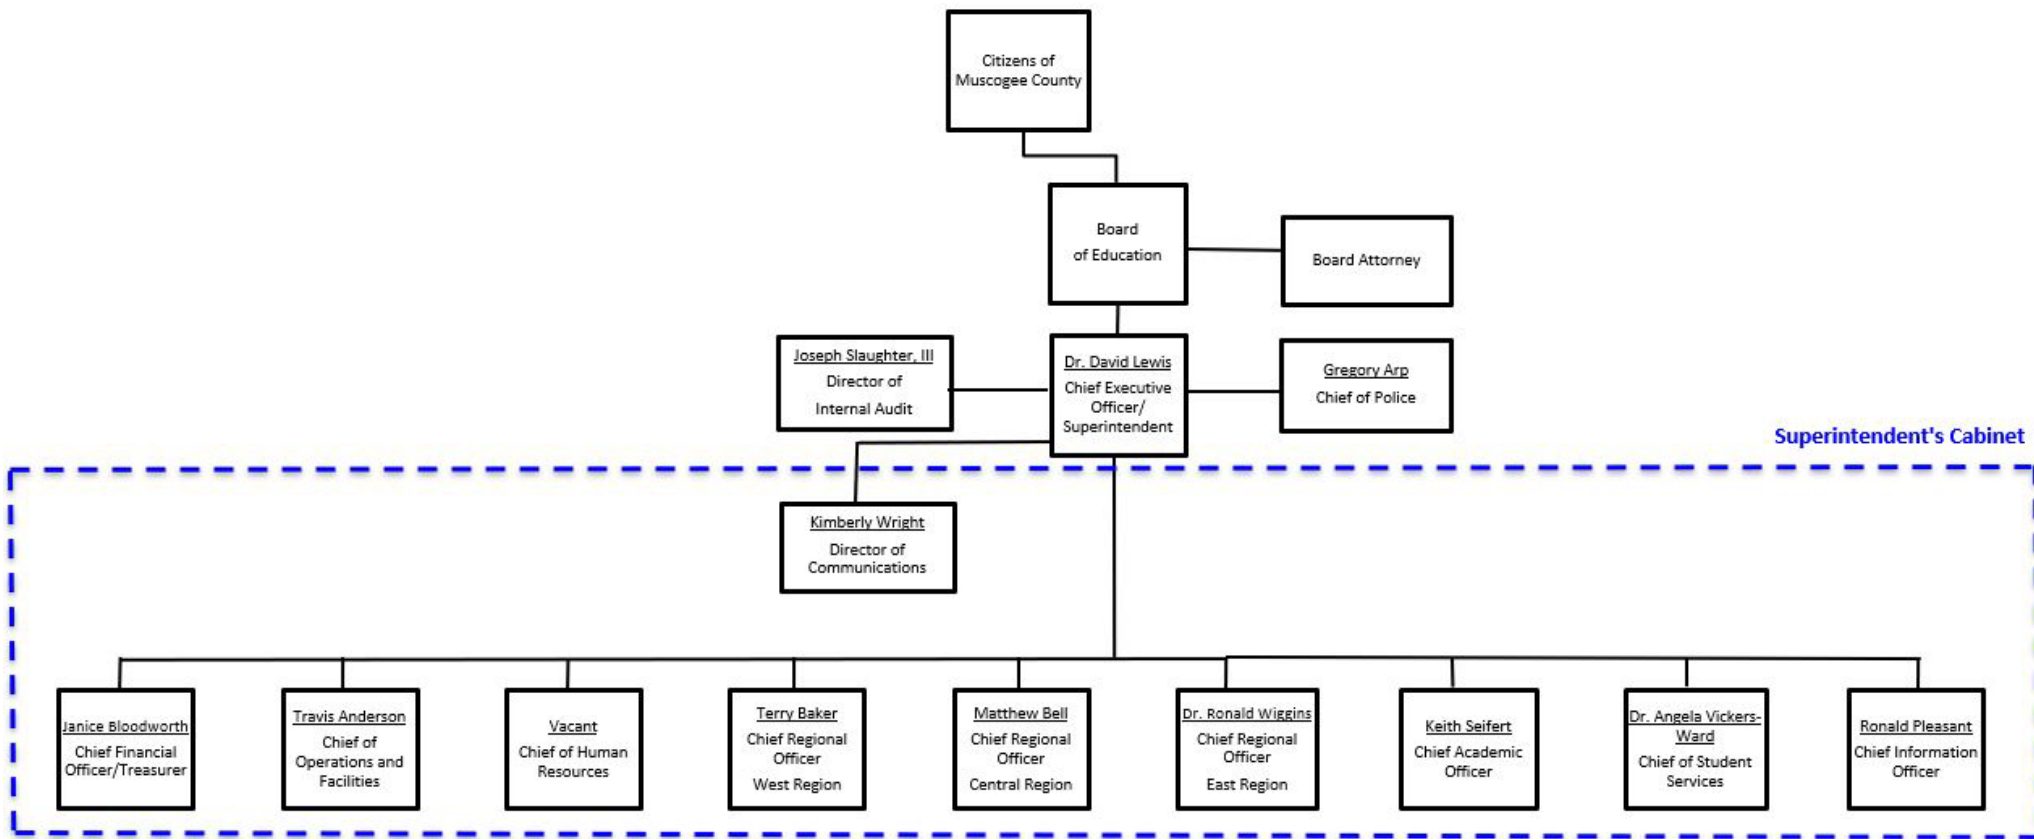 Citizens of
Muscogee County
Board
of Education
Board Attorney
Joseph Slaughter, III
Director of
Internal Audit
Dr. David Lewis
Chief Executive
Officer/
Superintendent
Gregory Arp
Chief of Police
Superintendent's Cabinet
Kimberly Wright
Director of
Communications
Janice Bloodworth
Chief Financial
Officer/Treasurer
Travis Anderson
Chief of
Operations and
Facilities
Vacant
Chief of Human
Resources
Terry Baker
Chief Regional
Officer
West Region
Matthew Bell
Chief Regional
Officer
Central Region
Dr. Ronald Wiggins
Chief Regional
Officer
East Region
Keith Seifert
Chief Academic
Officer
Dr. Angela Vickers-
Ward
Chief of Student
Services
Ronald Pleasant
Chief Information
Officer